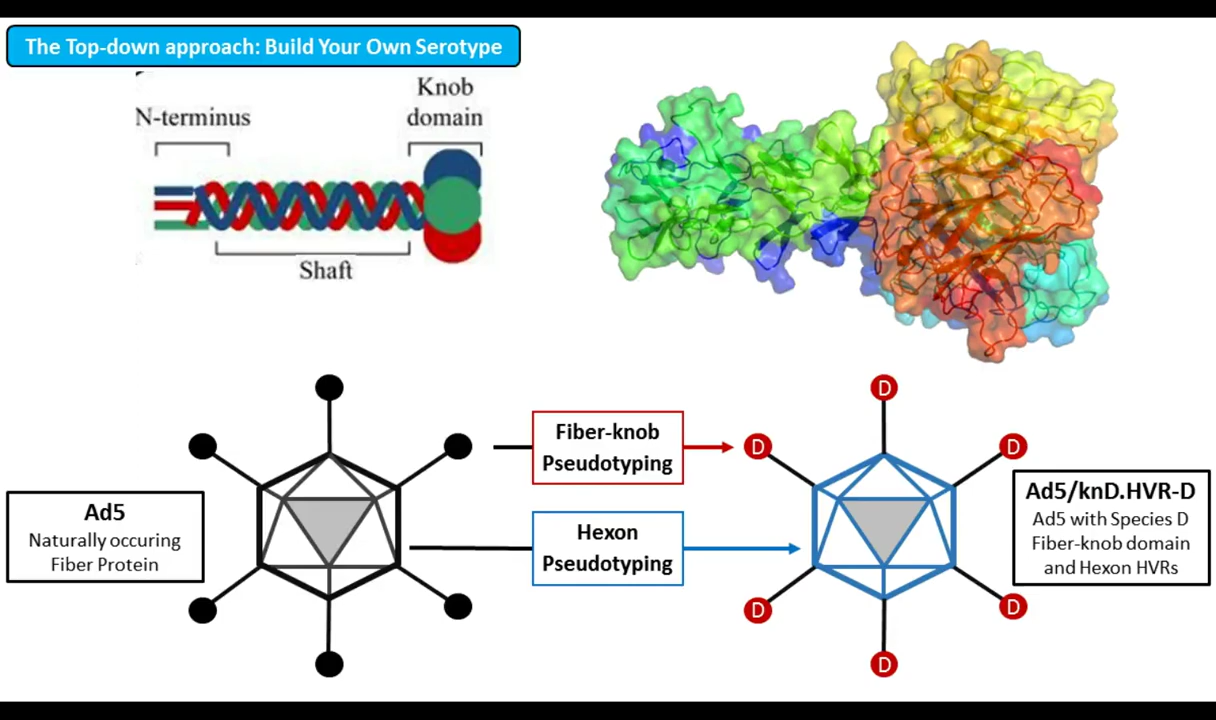 The Top-down approach: Build Your Own Serotype
N-terminus
Knob
domain
Shaft
Fiber-knob
Pseudotyping
Hexon
Pseudotyping
Ad5
Naturally occuring
Fiber Protein
D
D
D
D
D
D
Ad5/knD.HVR-D
Ad5 with Species D
Fiber-knob domain
and Hexon HVRs